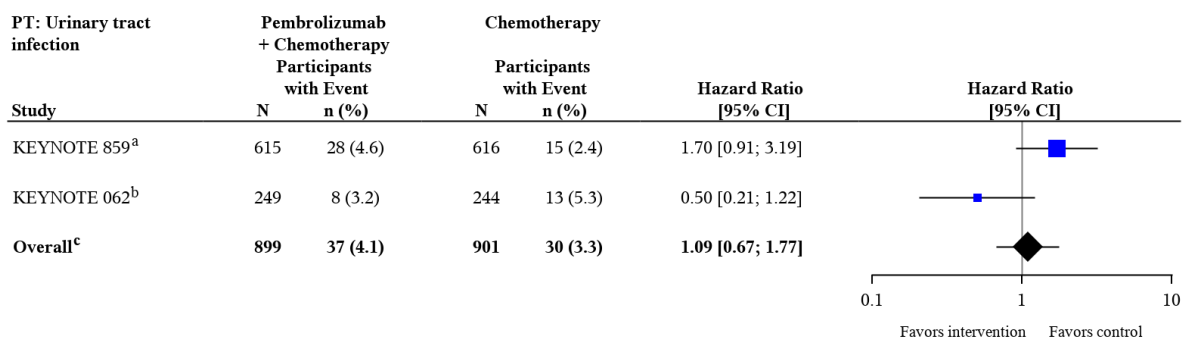 PT: Urinary tract Pembrolizumab Chemotherapy
infection + Chemotherapy
Participants Participants
with Event with Event Hazard Ratio Hazard Ratio
Study N n (%) N n (%) [95% CI] [95% CI]
KEYNOTE 859a 615 28 (4.6) 616 15 (2.4) 1.70 [0.91; 3.19]
KEYNOTE 062b 249 8 (3.2) 244 13 (5.3) 0.50 [0.21; 1.22]
Overallc 899 37 (4.1) 901 30 (3.3) 1.09 [0.67; 1.77]
0.1 1 10
Favors intervention Favors control